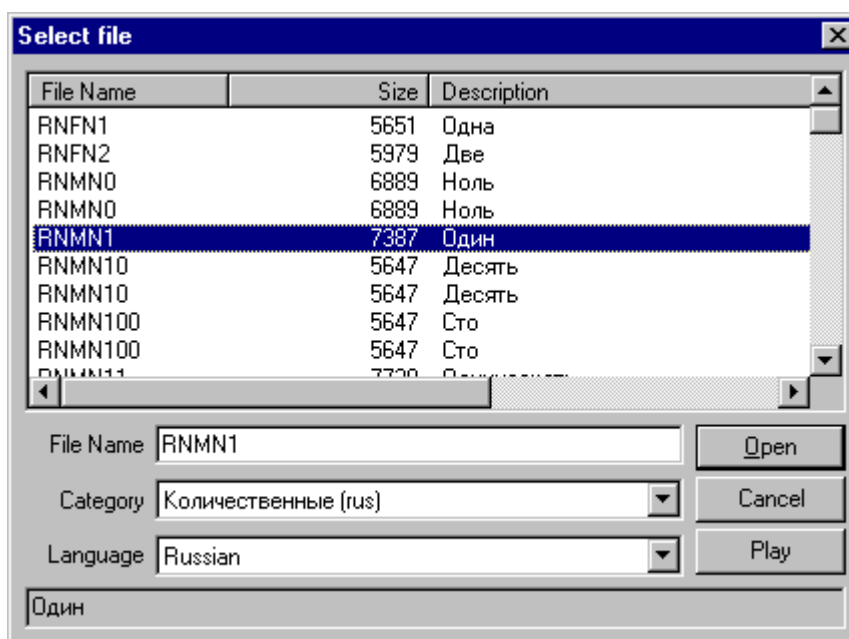 Select file
File Name Size Description
RNFN1 5651 Одна
RNFN2 5979 Две
RNMN0 6889 Ноль
RNMN0 6889 Ноль
RNMN1 7387 Один
RNMN10 5647 Десять
RNMN10 5647 Десять
RNMN100 5647 Сто
RNMN100 5647 Сто
RNMN11
File Name RNMN1 Open
Category Количественные (rus) Cancel
Language Russian Play
Один